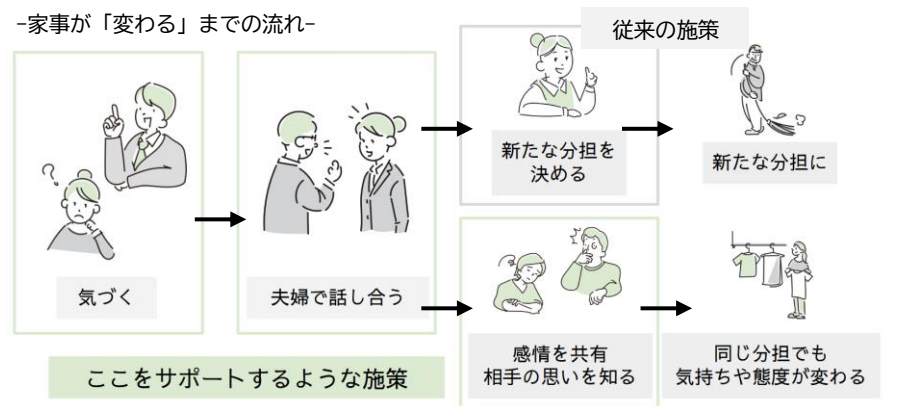 -家事が「変わる」までの流れ-
従来の施策
気づく
夫婦で話し合う
新たな分担を
決める
新たな分担に
感情を共有
相手の思いを知る
同じ分担でも
気持ちや態度が変わる
ここをサポートするような施策